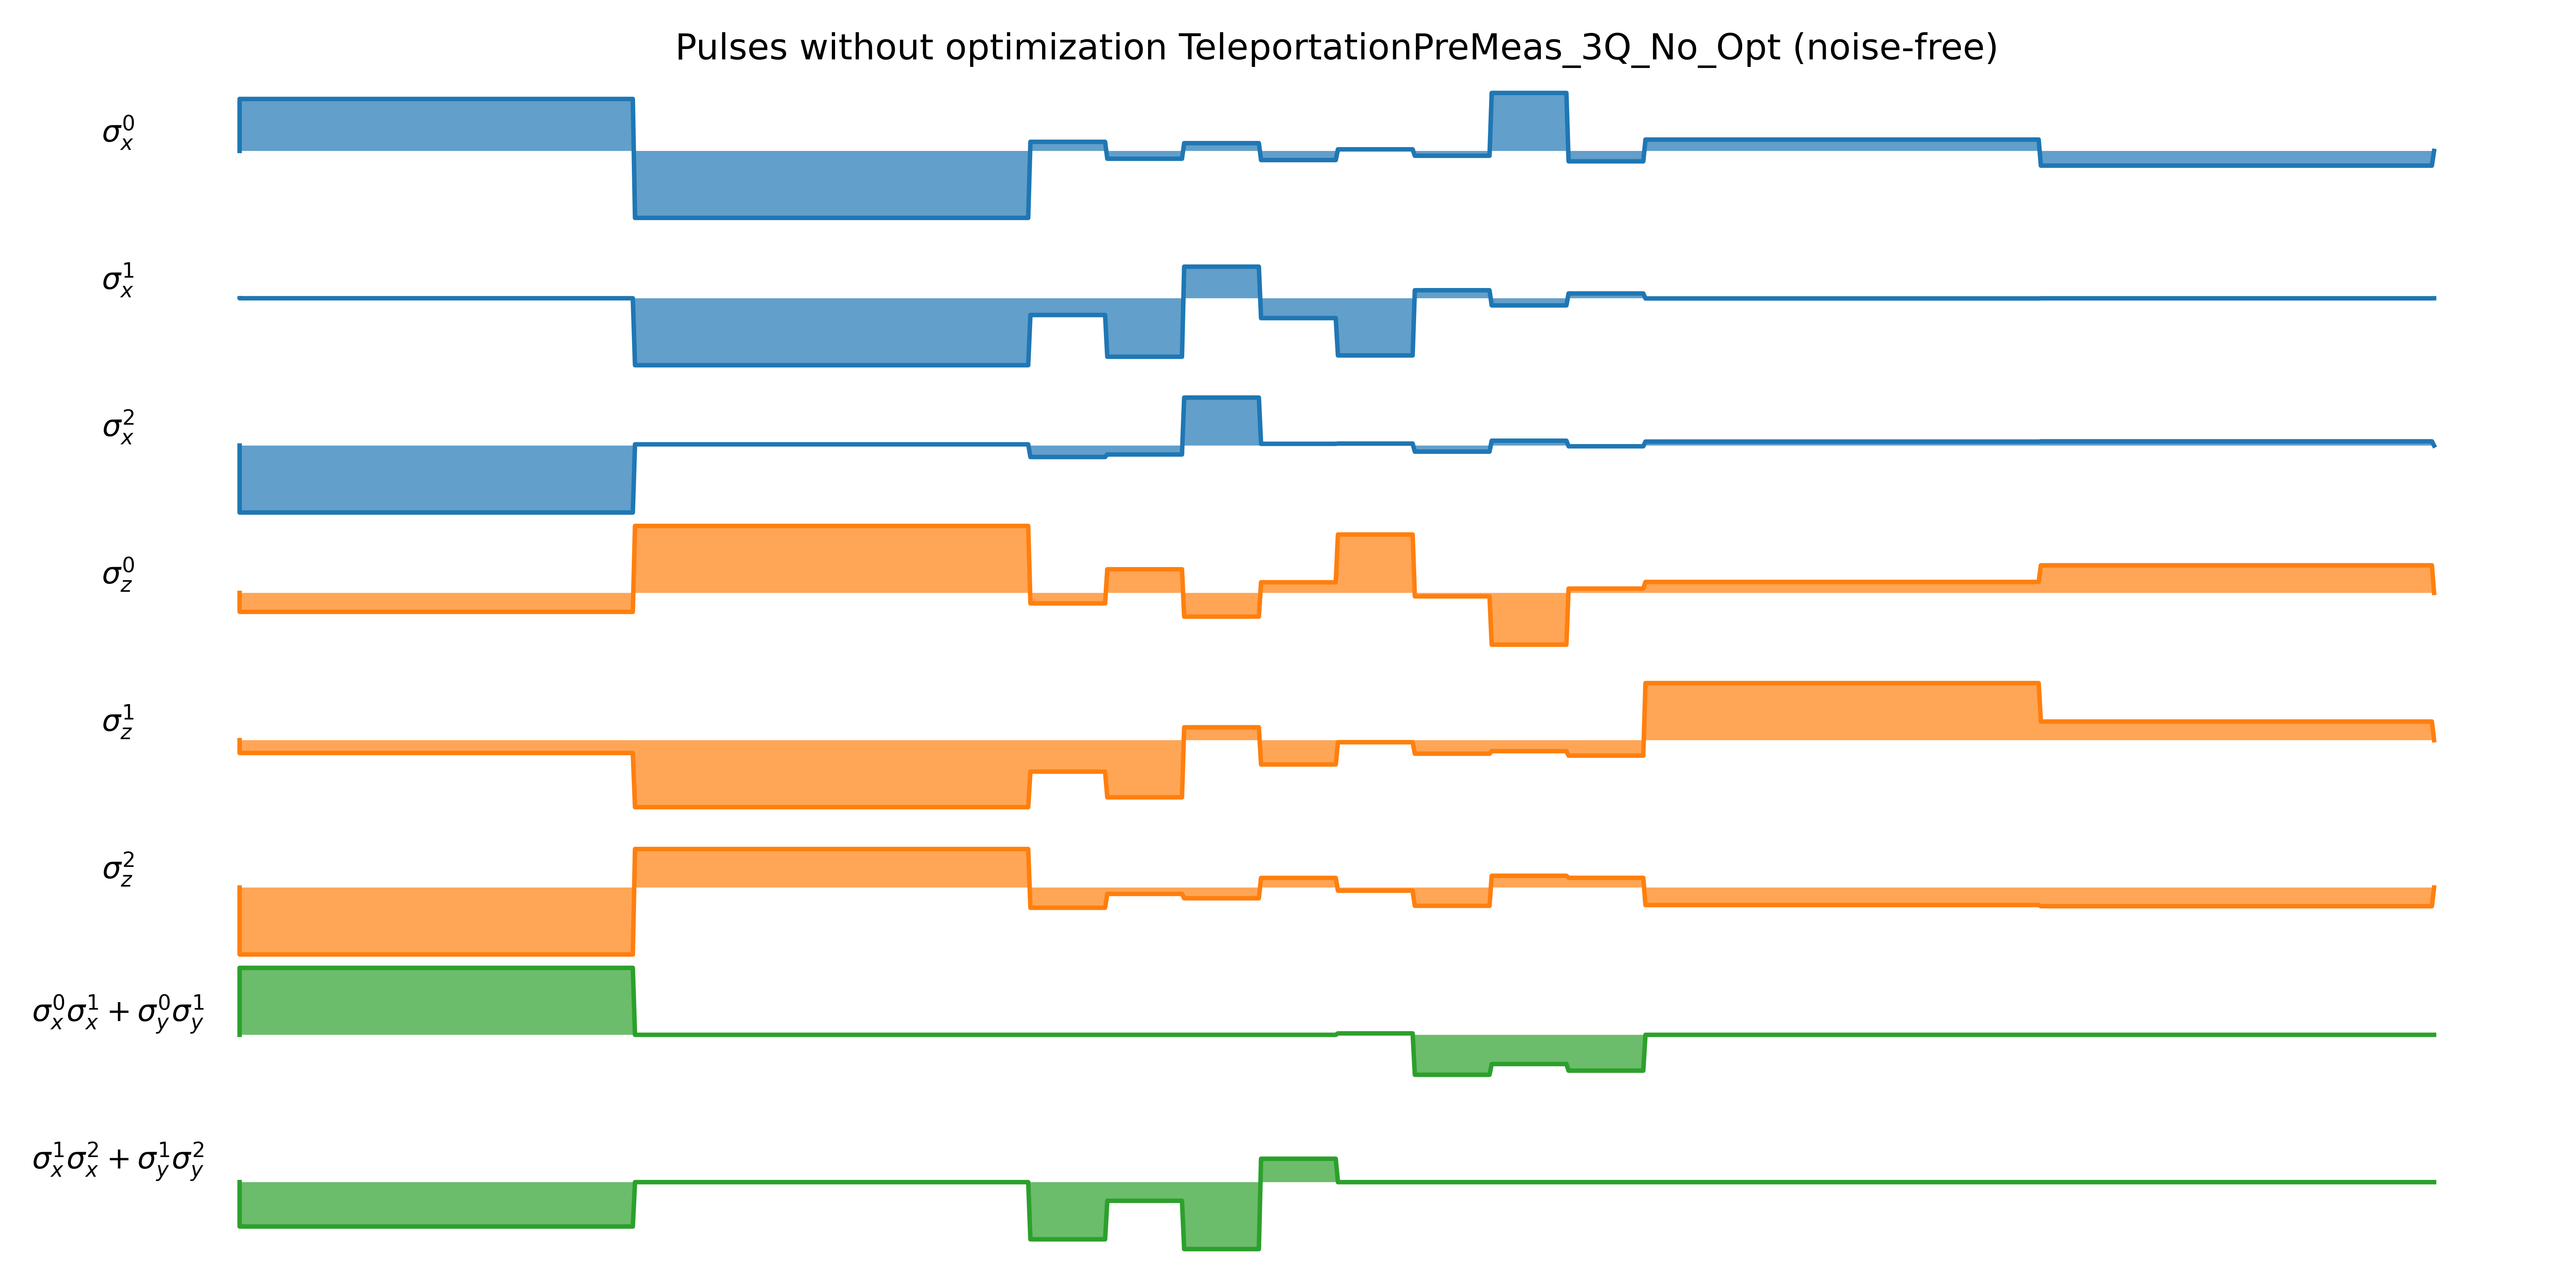 Pulses without optimization TeleportationPreMeas_3Q_No_Opt (noise-free)
σ_x^0
σ_x^1
σ_x^2
σ_z^0
σ_z^1
σ_z^2
σ_x^0σ_x^1 + σ_y^0σ_y^1
σ_x^1σ_x^2 + σ_y^1σ_y^2